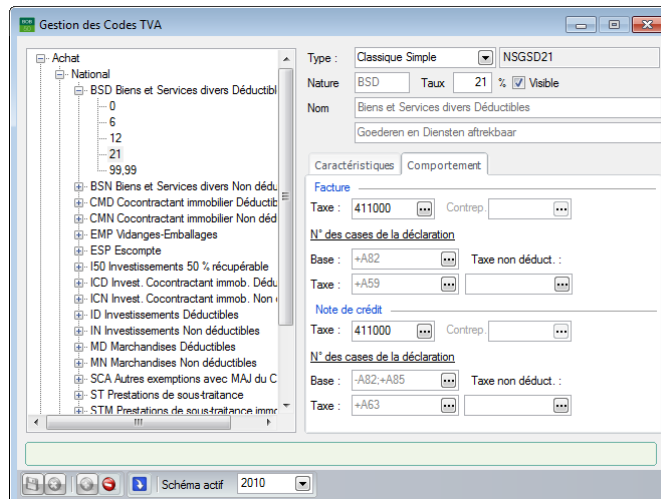 Gestion des Codes TVA
Achat
National
BSD Biens et Services divers Déductibl
0
6
12
21
99,99
BSN Biens et Services divers Non dédu
CMD Cocontractant immobilier Déductib
CMN Cocontractant immobilier Non déd
EMP Vidanges-Emballages
ESP Escompte
I50 Investissements 50 % récupérable
ICD Invest. Cocontractant immob. Dédu
ICN Invest. Cocontractant immob. Non
ID Investissements Déductibles
IN Investissements Non déductibles
MD Marchandises Déductibles
MN Marchandises Non déductibles
SCA Autres exemptions avec MAJ du C
ST Prestations de sous-traitance
STM Prestations de sous-traitance immo
Type : Classique Simple NSGSD21
Nature BSD Taux 21 % Visible
Nom Biens et Services divers Déductibles
Goederen en Diensten aftrekbaar
Caractéristiques Comportement
Facture
Taxe : 411000 ... Contrep. ...
N° des cases de la déclaration
Base : +A82 ... Taxe non déduct. :
Taxe : +A59 ... ...
Note de crédit
Taxe : 411000 ... Contrep. ...
N° des cases de la déclaration
Base : -A82;+A85 ... Taxe non déduct. :
Taxe : +A63 ... ...
Schéma actif 2010